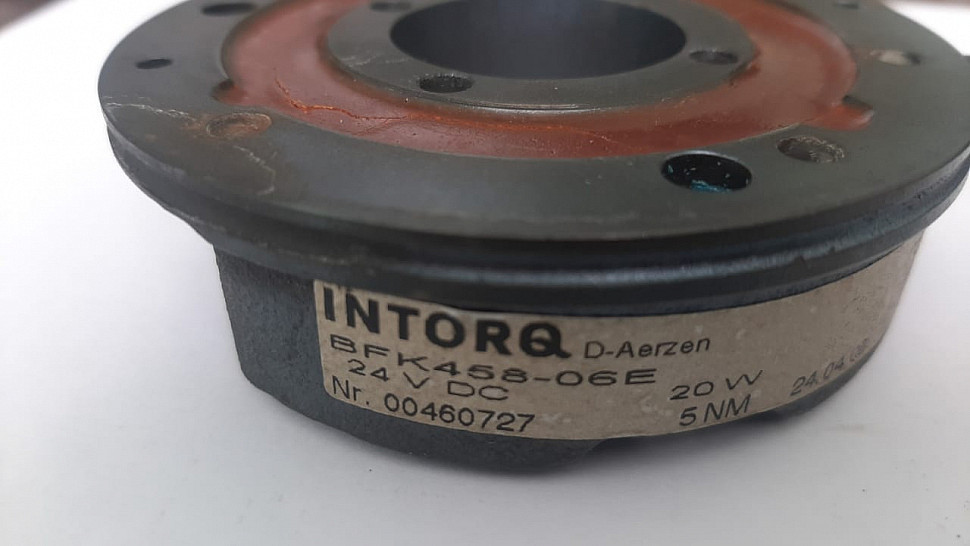 INTORQ D-Aerzen
BFK458-06E 20 W
24 V DC 5 NM
Nr. 00460727